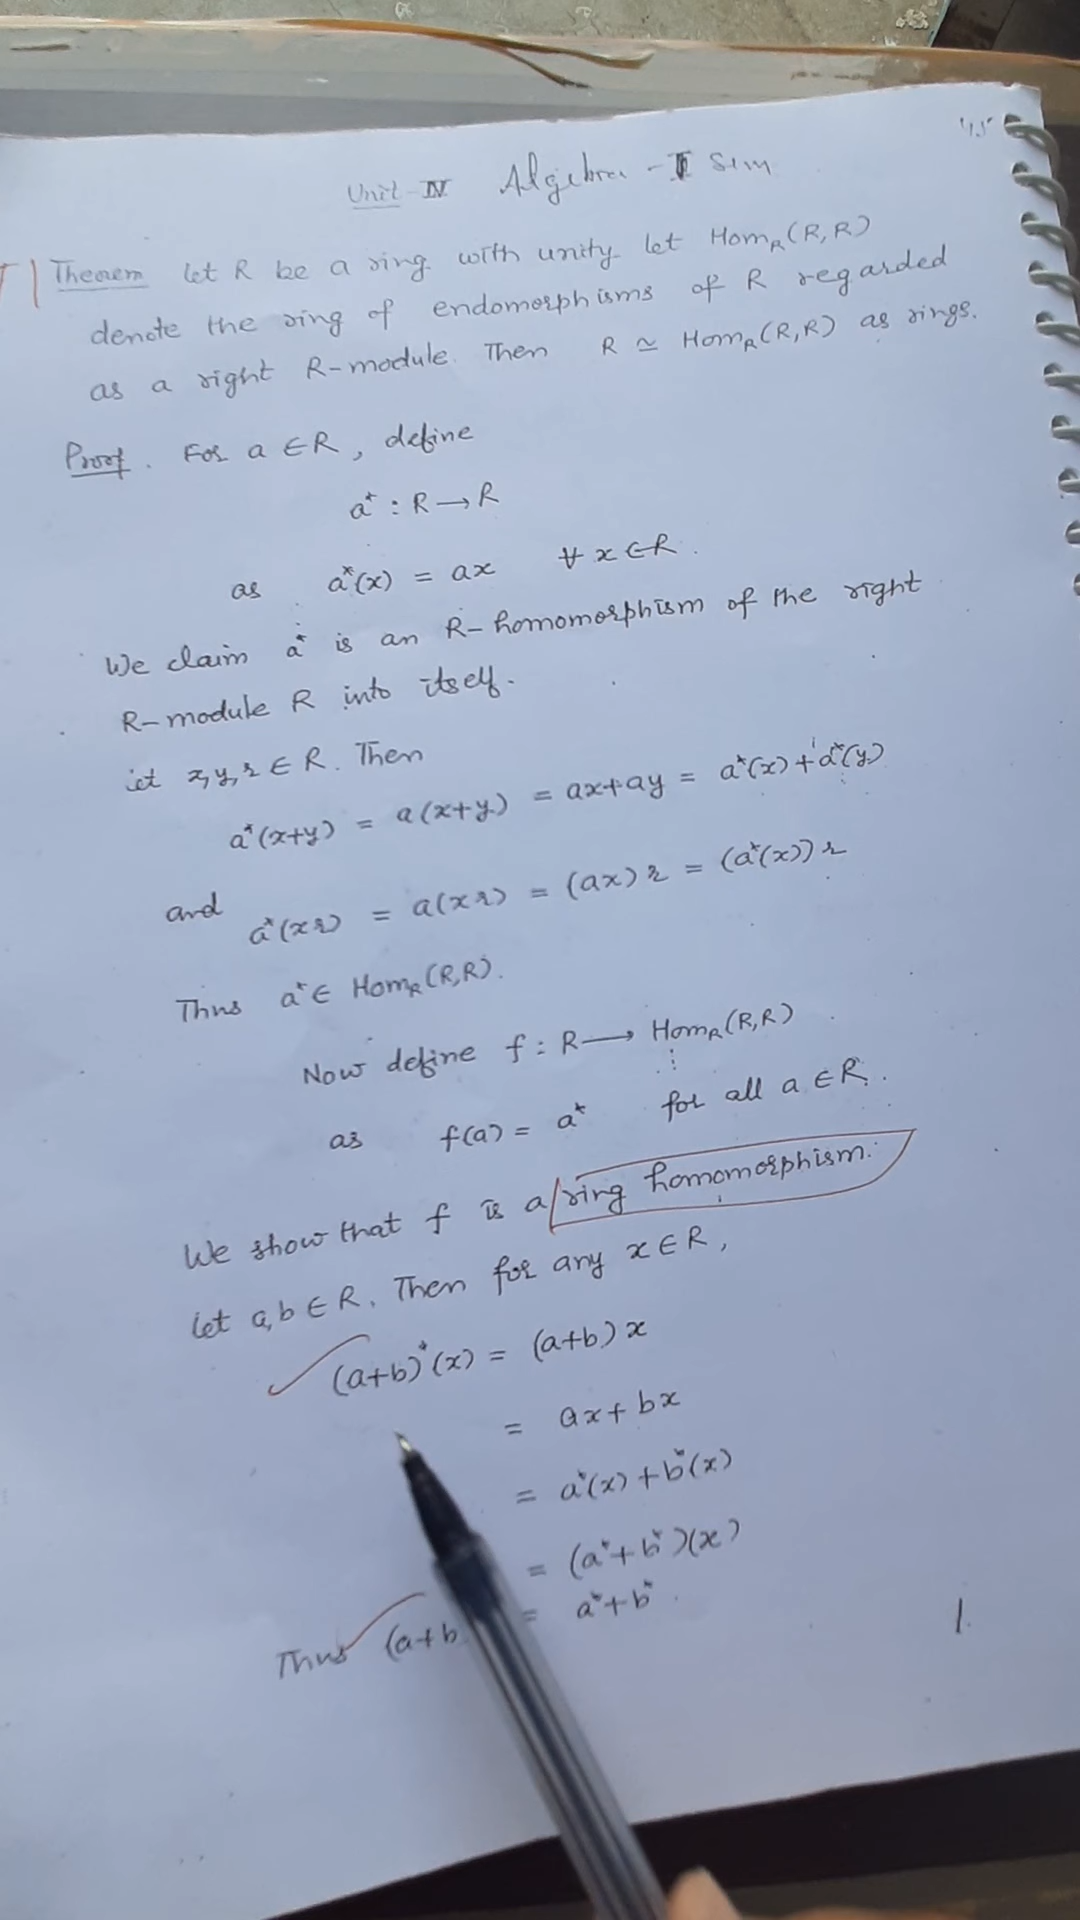 45
Unit-IV Algebra - I Sem
Theorem Let R be a ring with unity let Hom_R(R,R)
denote the ring of endomorphisms of R regarded
as a right R-module. Then R ≃ Hom_R(R,R) as rings.
Proof. For a ∈ R, define
a* : R → R
as a*(x) = ax ∀ x ∈ R.
We claim a* is an R-homomorphism of the right
R-module R into itself.
Let x,y,r ∈ R. Then
a*(x+y) = a(x+y) = ax+ay = a*(x)+a*(y)
and a*(xr) = a(xr) = (ax)r = (a*(x))r
Thus a* ∈ Hom_R(R,R).
Now define f : R → Hom_R(R,R)
as f(a) = a* for all a ∈ R.
We show that f is a ring homomorphism.
Let a,b ∈ R. Then for any x ∈ R,
(a+b)*(x) = (a+b)x
= ax+bx
= a*(x)+b*(x)
= (a*+b*)(x)
Thus (a+b = a*+b*.
1.